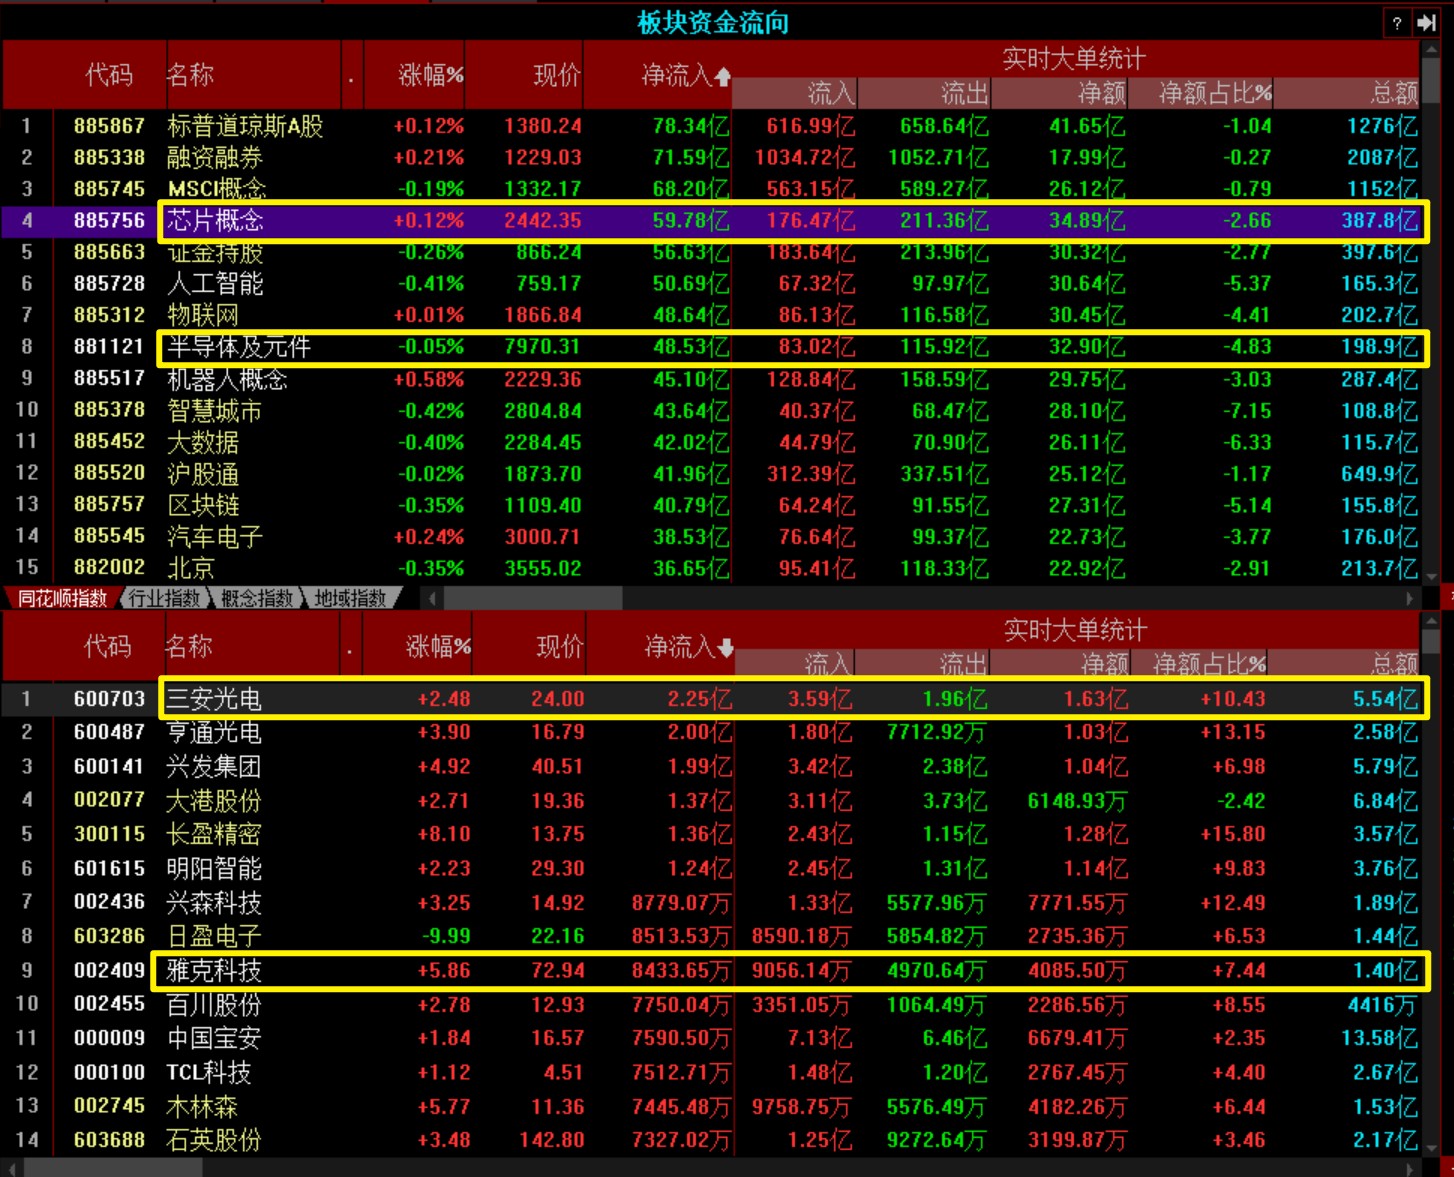 板块资金流向 ?
实时大单统计
代码 名称 . 涨幅% 现价 净流入 流入 流出 净额 净额占比% 总额
1 885867 标普道琼斯A股 +0.12% 1380.24 78.34亿 616.99亿 658.64亿 41.65亿 -1.04 1276亿
2 885338 融资融券 +0.21% 1229.03 71.59亿 1034.72亿 1052.71亿 17.99亿 -0.27 2087亿
3 885745 MSCI概念 -0.19% 1332.17 68.20亿 563.15亿 589.27亿 26.12亿 -0.79 1152亿
4 885756 芯片概念 +0.12% 2442.35 59.78亿 176.47亿 211.36亿 34.89亿 -2.66 387.8亿
5 885663 证金持股 -0.26% 866.24 56.63亿 183.64亿 213.96亿 30.32亿 -2.77 397.6亿
6 885728 人工智能 -0.41% 759.17 50.69亿 67.32亿 97.97亿 30.64亿 -5.37 165.3亿
7 885312 物联网 +0.01% 1866.84 48.64亿 86.13亿 116.58亿 30.45亿 -4.41 202.7亿
8 881121 半导体及元件 -0.05% 7970.31 48.53亿 83.02亿 115.92亿 32.90亿 -4.83 198.9亿
9 885517 机器人概念 +0.58% 2229.36 45.10亿 128.84亿 158.59亿 29.75亿 -3.03 287.4亿
10 885378 智慧城市 -0.42% 2804.84 43.64亿 40.37亿 68.47亿 28.10亿 -7.15 108.8亿
11 885452 大数据 -0.40% 2284.45 42.02亿 44.79亿 70.90亿 26.11亿 -6.33 115.7亿
12 885520 沪股通 -0.02% 1873.70 41.96亿 312.39亿 337.51亿 25.12亿 -1.17 649.9亿
13 885757 区块链 -0.35% 1109.40 40.79亿 64.24亿 91.55亿 27.31亿 -5.14 155.8亿
14 885545 汽车电子 +0.24% 3000.71 38.53亿 76.64亿 99.37亿 22.73亿 -3.77 176.0亿
15 882002 北京 -0.35% 3555.02 36.65亿 95.41亿 118.33亿 22.92亿 -2.91 213.7亿
同花顺指数 行业指数 概念指数 地域指数
实时大单统计
代码 名称 . 涨幅% 现价 净流入 流入 流出 净额 净额占比% 总额
1 600703 三安光电 +2.48 24.00 2.25亿 3.59亿 1.96亿 1.63亿 +10.43 5.54亿
2 600487 亨通光电 +3.90 16.79 2.00亿 1.80亿 7712.92万 1.03亿 +13.15 2.58亿
3 600141 兴发集团 +4.92 40.51 1.99亿 3.42亿 2.38亿 1.04亿 +6.98 5.79亿
4 002077 大港股份 +2.71 19.36 1.37亿 3.11亿 3.73亿 6148.93万 -2.42 6.84亿
5 300115 长盈精密 +8.10 13.75 1.36亿 2.43亿 1.15亿 1.28亿 +15.80 3.57亿
6 601615 明阳智能 +2.23 29.30 1.24亿 2.45亿 1.31亿 1.14亿 +9.83 3.76亿
7 002436 兴森科技 +3.25 14.92 8779.07万 1.33亿 5577.96万 7771.55万 +12.49 1.89亿
8 603286 日盈电子 -9.99 22.16 8513.53万 8590.18万 5854.82万 2735.36万 +6.53 1.44亿
9 002409 雅克科技 +5.86 72.94 8433.65万 9056.14万 4970.64万 4085.50万 +7.44 1.40亿
10 002455 百川股份 +2.78 12.93 7750.04万 3351.05万 1064.49万 2286.56万 +8.55 4416万
11 000009 中国宝安 +1.84 16.57 7590.50万 7.13亿 6.46亿 6679.41万 +2.35 13.58亿
12 000100 TCL科技 +1.12 4.51 7512.71万 1.48亿 1.20亿 2767.45万 +4.40 2.67亿
13 002745 木林森 +5.77 11.36 7445.48万 9758.75万 5576.49万 4182.26万 +6.44 1.53亿
14 603688 石英股份 +3.48 142.80 7327.02万 1.25亿 9272.64万 3199.87万 +3.46 2.17亿